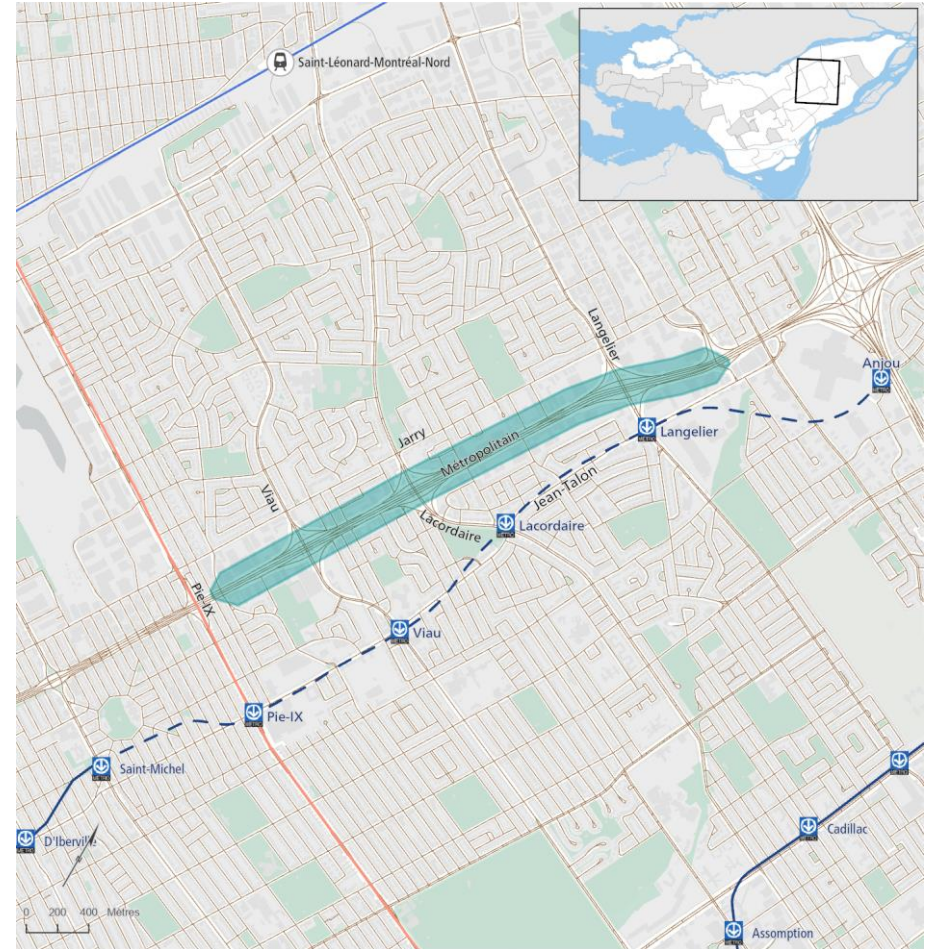 Saint-Léonard-Montréal-Nord
Langelier
Anjou
Langelier
Jarry
Métropolitain
Jean-Talon
Viau
Lacordaire
Lacordaire
Pie-IX
Viau
Pie-IX
Saint-Michel
D'Iberville
Cadillac
0 200 400 Mètres
Assomption